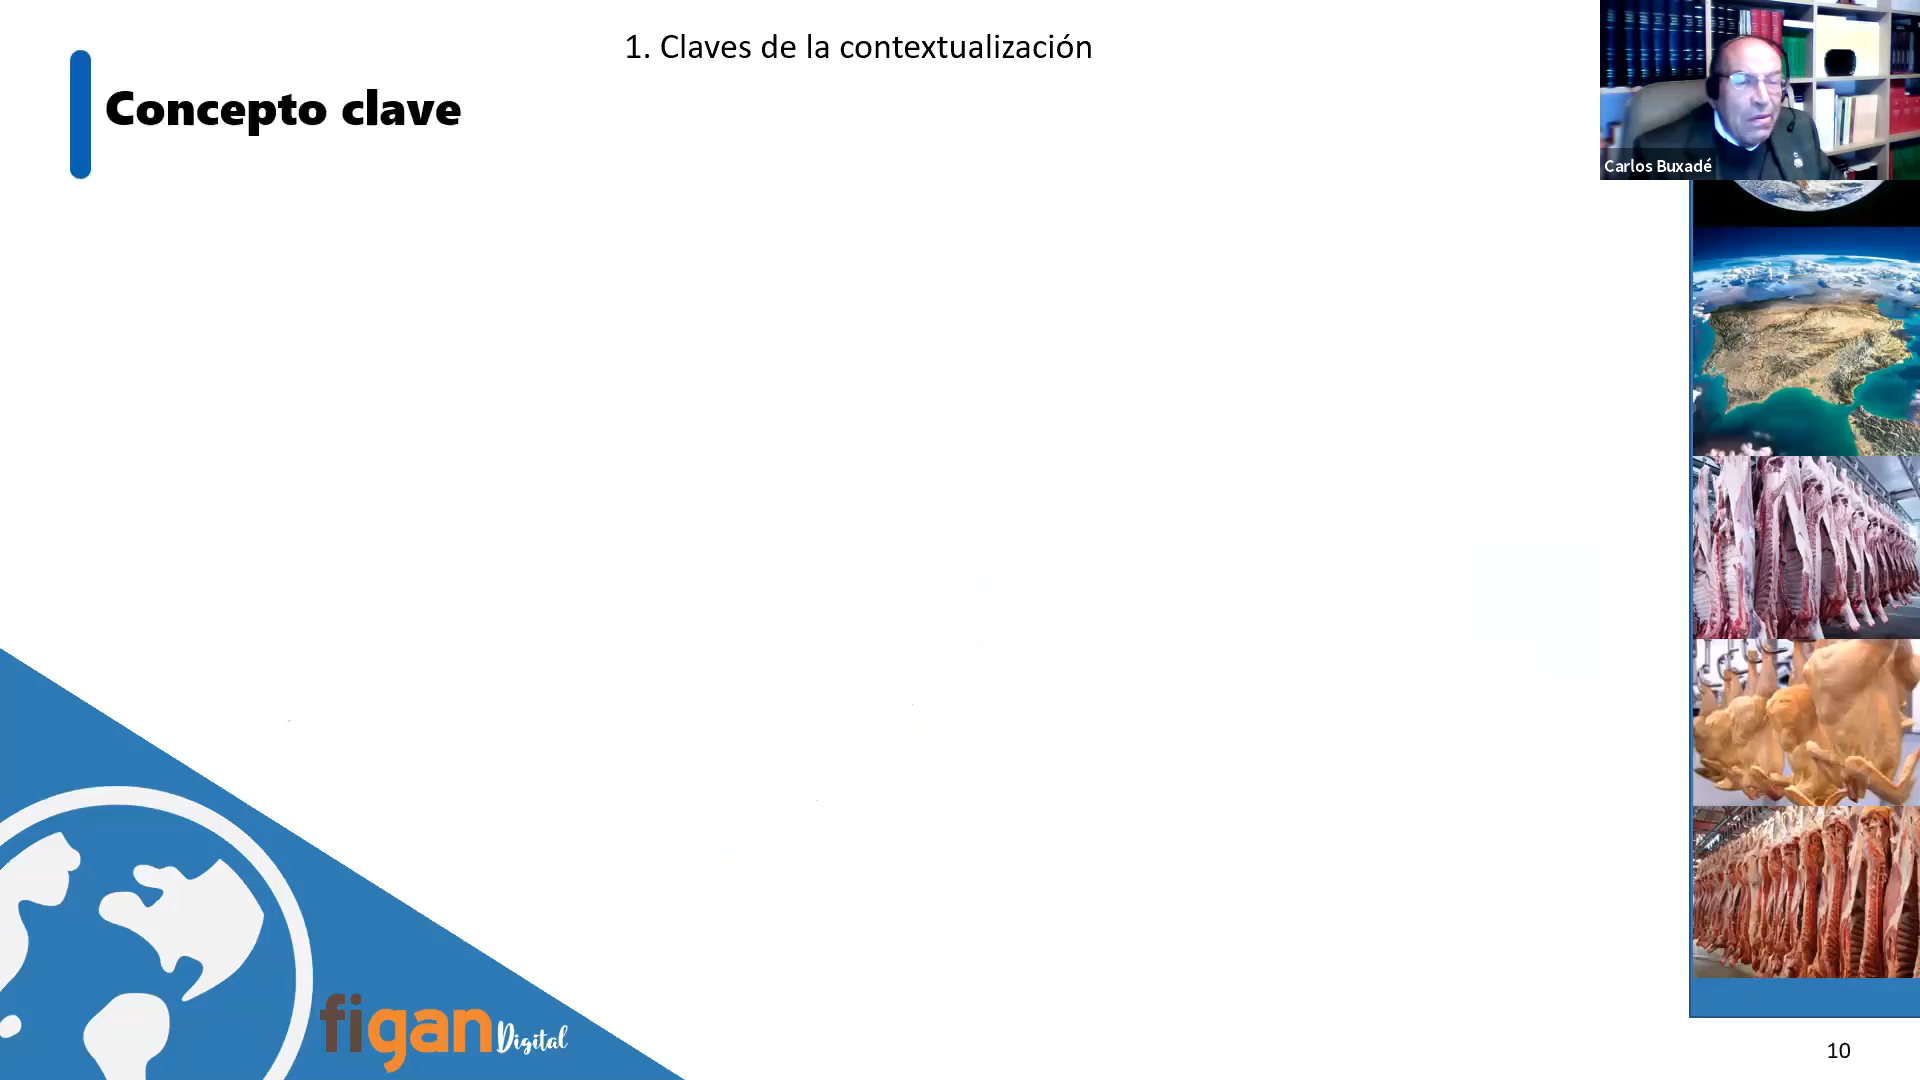 1. Claves de la contextualización
Concepto clave
Carlos Buxadé
figan Digital
10